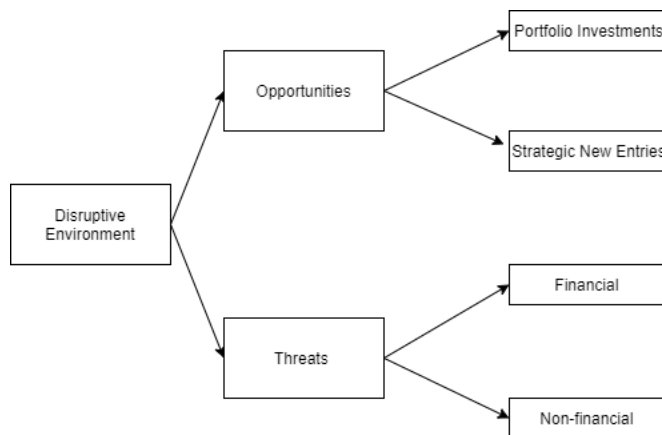 Portfolio Investments
Opportunities
Strategic New Entries
Disruptive
Environment
Financial
Threats
Non-financial